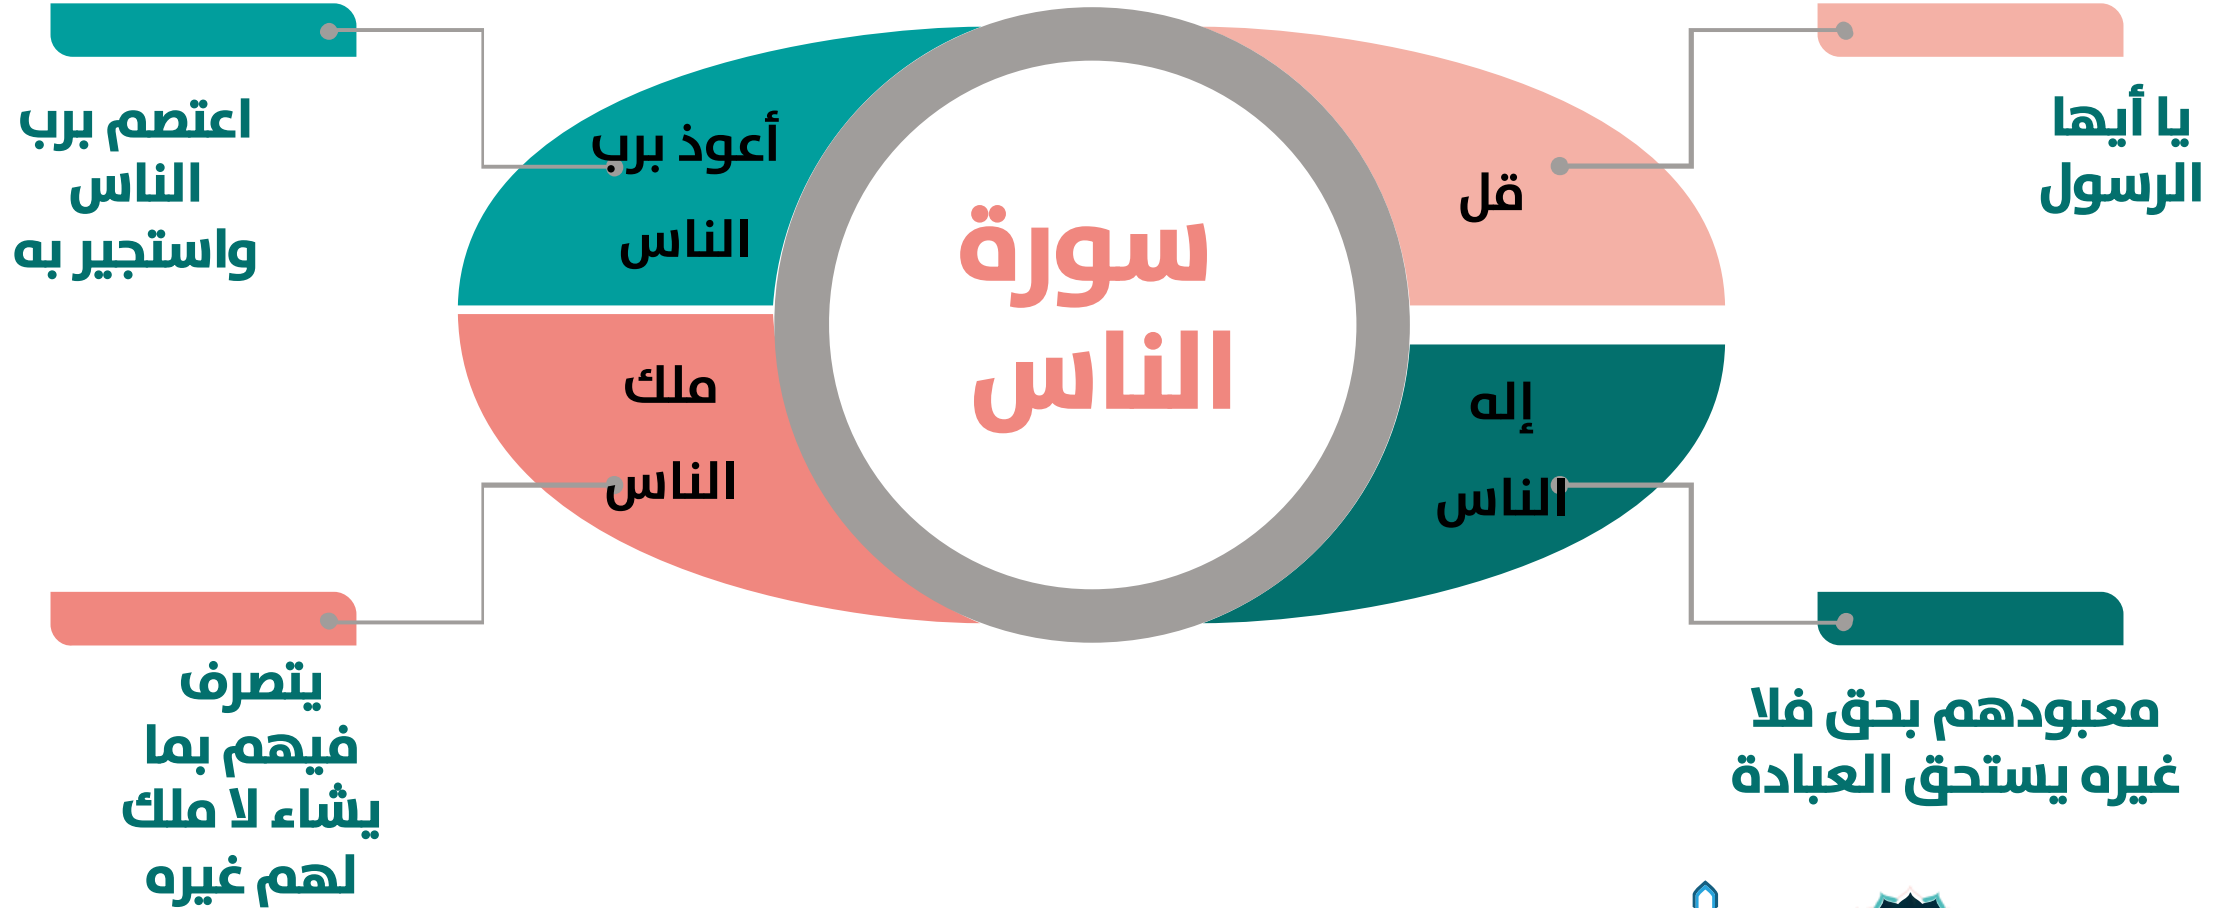 سورة
الناس
قل
يا أيها
الرسول
أعوذ برب
الناس
اعتصم برب
الناس
واستجير به
ملك
الناس
يتصرف
فيهم بما
يشاء لا ملك
لهم غيره
إله
الناس
معبودهم بحق فلا
غيره يستحق العبادة